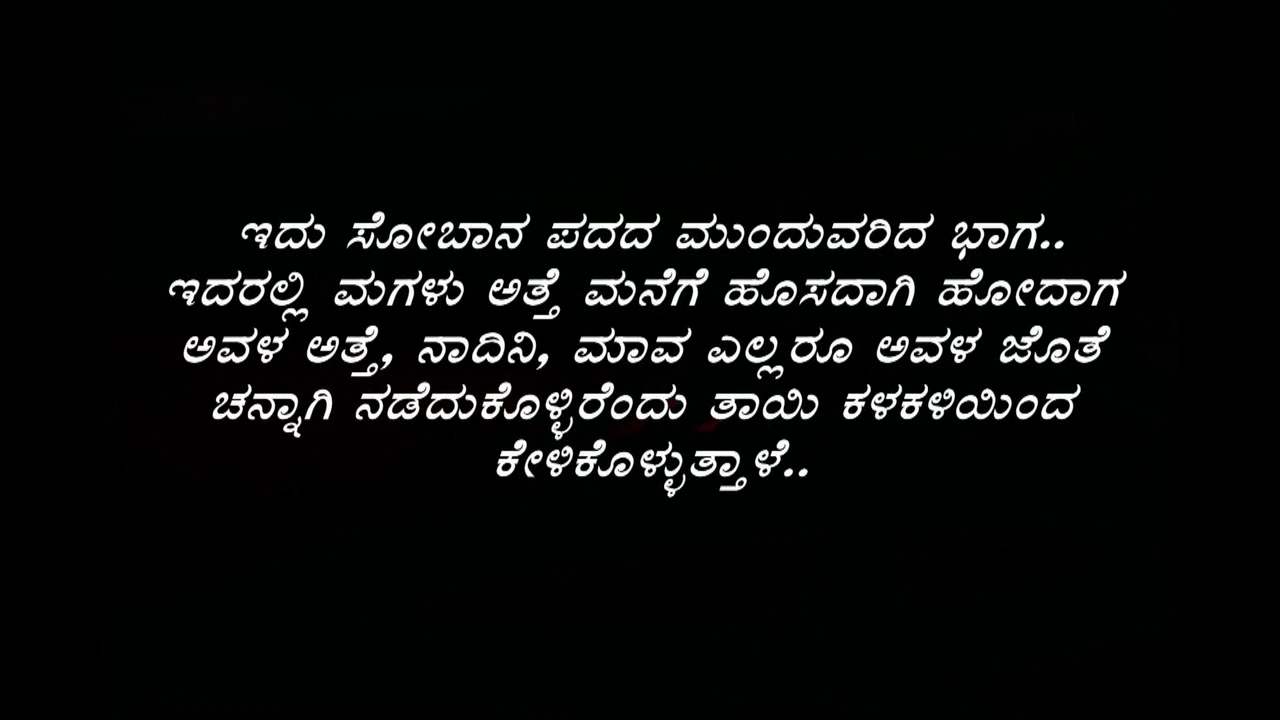 ಇದು ಸೋಬಾನ ಪದದ ಮುಂದುವರಿದ ಭಾಗ..
ಇದರಲ್ಲಿ ಮಗಳು ಅತ್ತೆ ಮನೆಗೆ ಹೊಸದಾಗಿ ಹೋದಾಗ
ಅವಳ ಅತ್ತೆ, ನಾದಿನಿ, ಮಾವ ಎಲ್ಲರೂ ಅವಳ ಜೊತೆ
ಚನ್ನಾಗಿ ನಡೆದುಕೊಳ್ಳಿರೆಂದು ತಾಯಿ ಕಳಕಳಿಯಿಂದ
ಕೇಳಿಕೊಳ್ಳುತ್ತಾಳೆ..